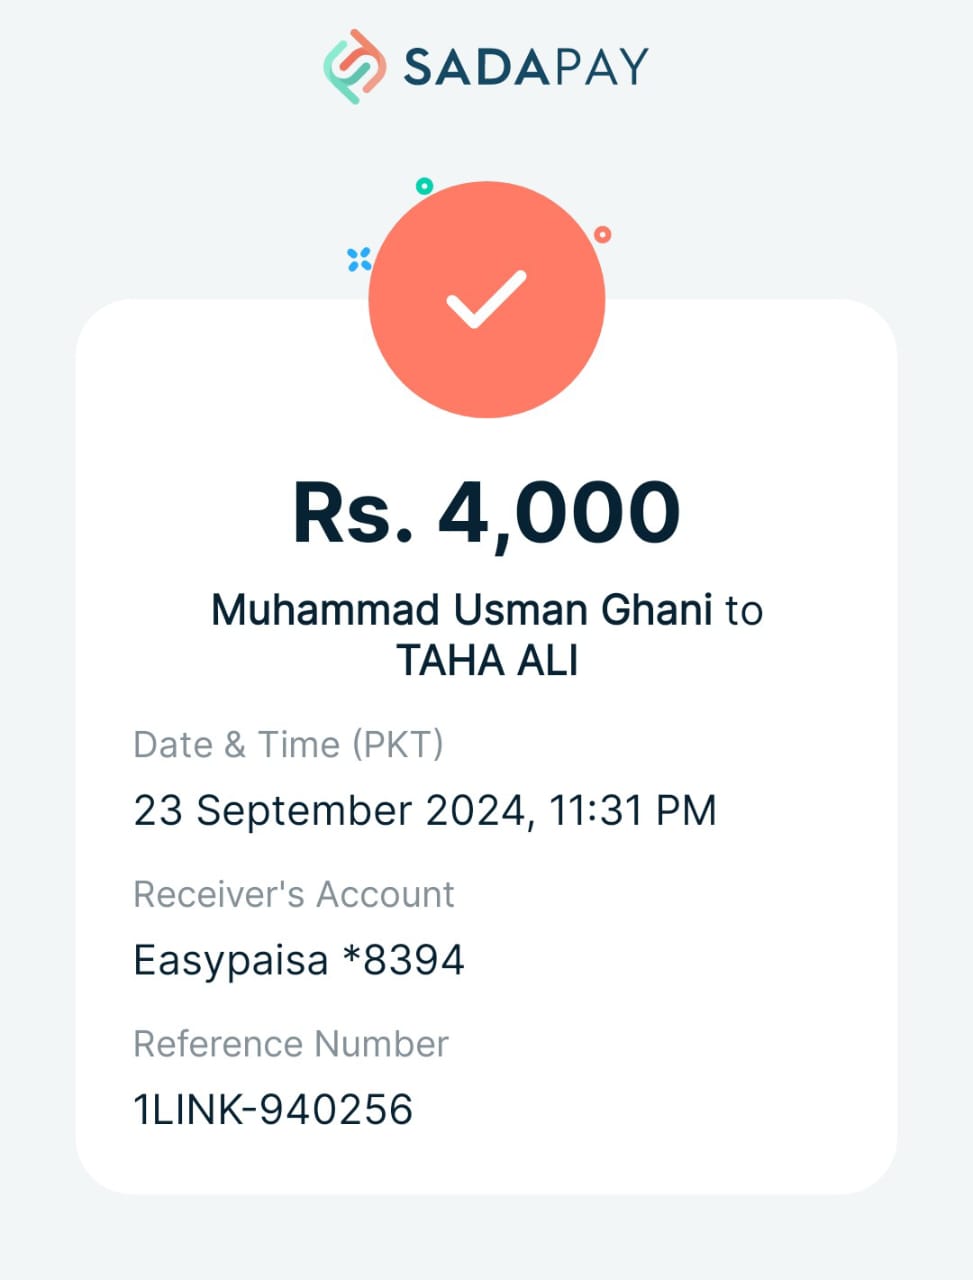 SADAPAY
Rs. 4,000
Muhammad Usman Ghani to
TAHA ALI
Date & Time (PKT)
23 September 2024, 11:31 PM
Receiver's Account
Easypaisa *8394
Reference Number
1LINK-940256